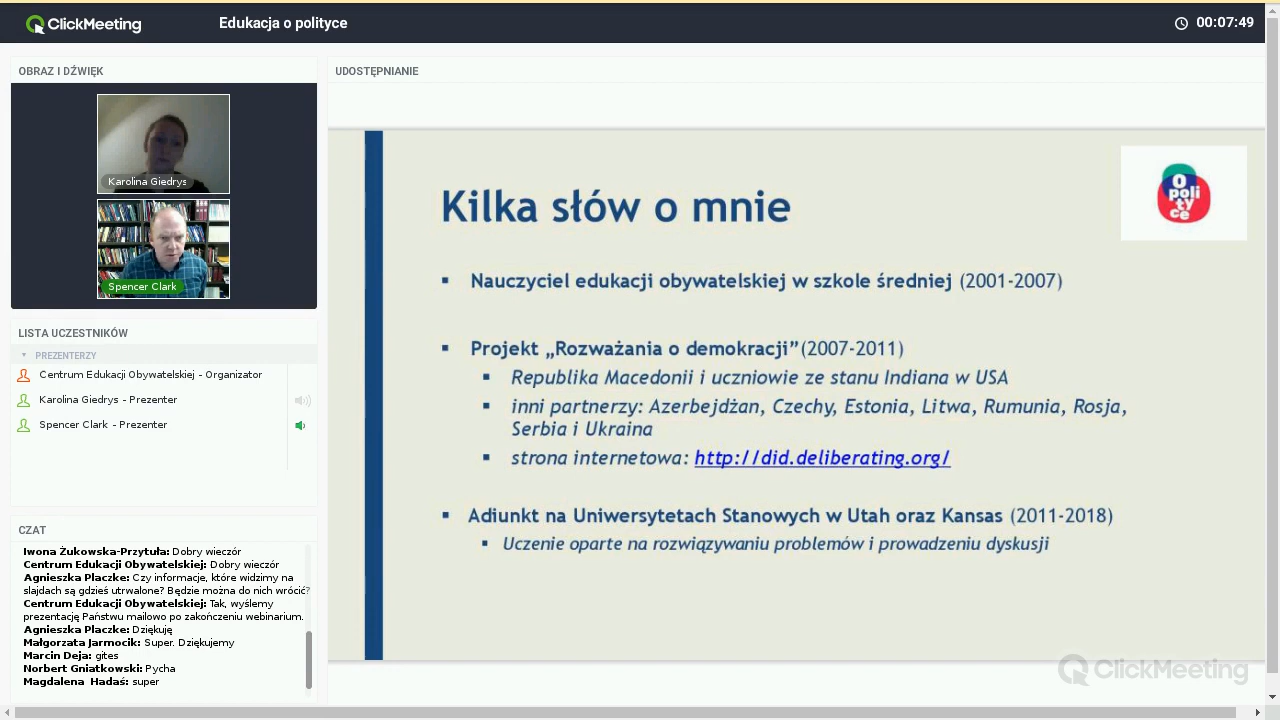 ClickMeeting
Edukacja o polityce
00:07:49
OBRAZ I DŹWIĘK
Karolina Giedrys
Spencer Clark
LISTA UCZESTNIKÓW
PREZENTERZY
Centrum Edukacji Obywatelskiej - Organizator
Karolina Giedrys - Prezenter
Spencer Clark - Prezenter
CZAT
Iwona Żukowska-Przytuła: Dobry wieczór
Centrum Edukacji Obywatelskiej: Dobry wieczór
Agnieszka Placzke: Czy informacje, które widzimy na
slajdach są gdzieś utrwalone? Będzie można do nich wrócić?
Centrum Edukacji Obywatelskiej: Tak, wyślemy
prezentację Państwu mailowo po zakończeniu webinarium.
Agnieszka Placzke: Dziękuję
Małgorzata Jarmocik: Super. Dziękujemy
Marcin Deja: gites
Norbert Gniatkowski: Pycha
Magdalena Hadaś: super
UDOSTĘPNIANIE
Kilka słów o mnie
O
poli
ty
ce
▪ Nauczyciel edukacji obywatelskiej w szkole średniej (2001-2007)
▪ Projekt „Rozważania o demokracji”(2007-2011)
▪ Republika Macedonii i uczniowie ze stanu Indiana w USA
▪ inni partnerzy: Azerbejdżan, Czechy, Estonia, Litwa, Rumunia, Rosja,
Serbia i Ukraina
▪ strona internetowa: http://did.deliberating.org/
▪ Adiunkt na Uniwersytetach Stanowych w Utah oraz Kansas (2011-2018)
▪ Uczenie oparte na rozwiązywaniu problemów i prowadzeniu dyskusji
ClickMeeting